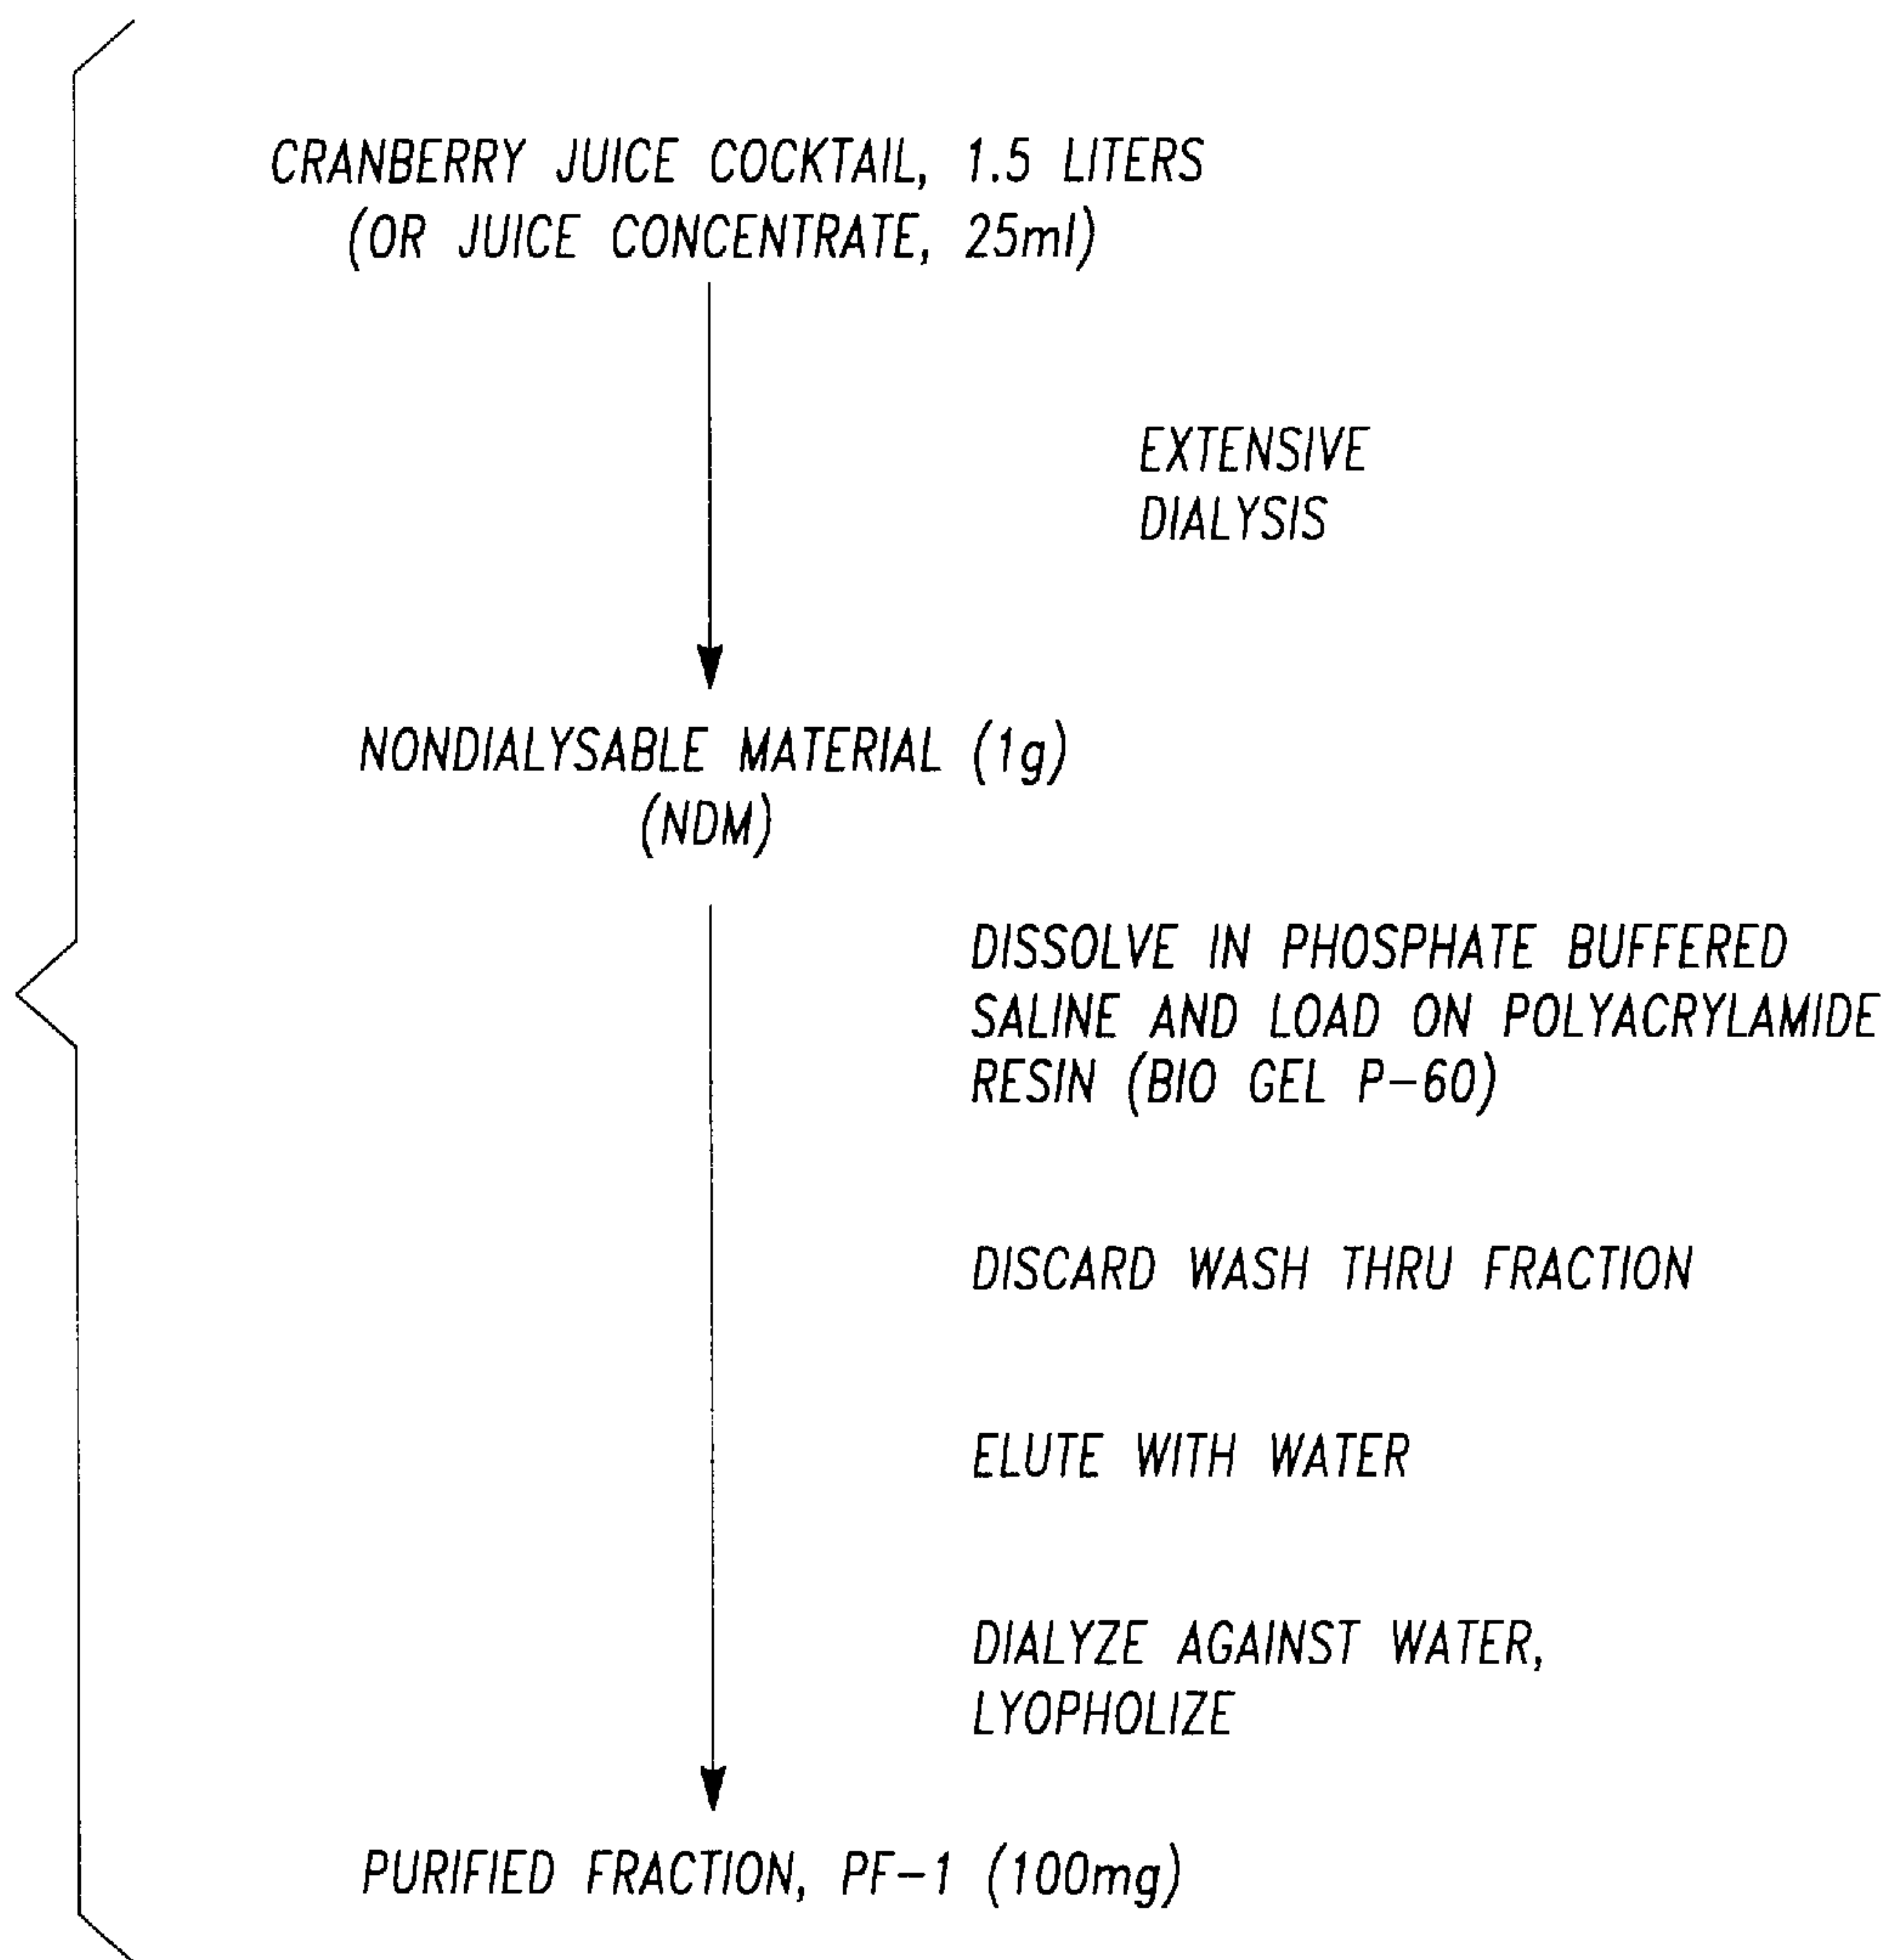 CRANBERRY JUICE COCKTAIL, 1.5 LITERS
(OR JUICE CONCENTRATE, 25ml)
EXTENSIVE
DIALYSIS
NONDIALYSABLE MATERIAL (1g)
(NDM)
DISSOLVE IN PHOSPHATE BUFFERED
SALINE AND LOAD ON POLYACRYLAMIDE
RESIN (BIO GEL P-60)
DISCARD WASH THRU FRACTION
ELUTE WITH WATER
DIALYZE AGAINST WATER,
LYOPHOLIZE
PURIFIED FRACTION, PF-1 (100mg)